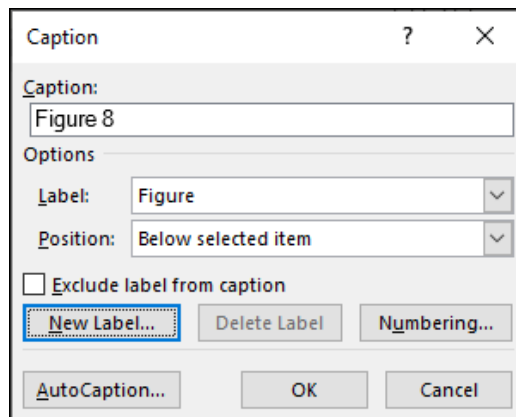 Caption ?
Caption:
Figure 8
Options
Label: Figure
Position: Below selected item
Exclude label from caption
New Label... Delete Label Numbering...
AutoCaption... OK Cancel